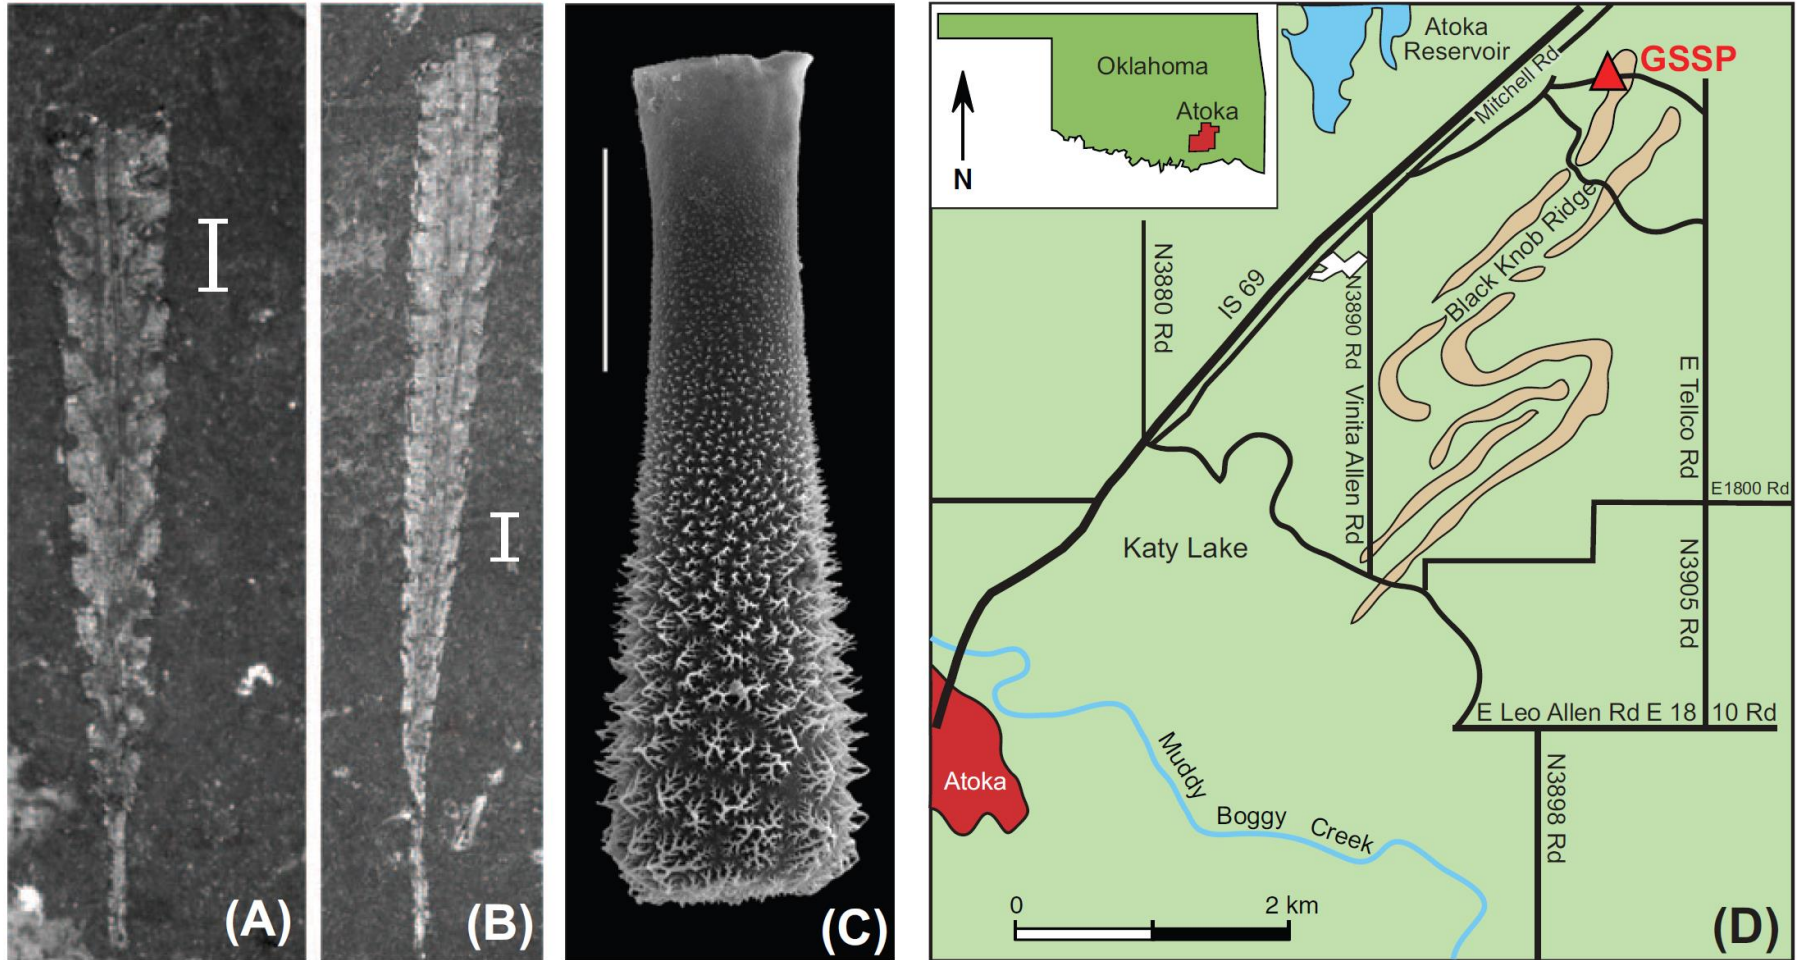 (A)
(B)
(C)
Oklahoma
Atoka
N
Atoka
Reservoir
Mitchell Rd
GSSP
Black Knob Ridge
IS 69
N3880 Rd
N3890 Rd Vinita Allen Rd
E Tellco Rd
E1800 Rd
N3905 Rd
Katy Lake
E Leo Allen Rd E 18 10 Rd
N3898 Rd
Atoka
Muddy Boggy Creek
0 2 km
(D)